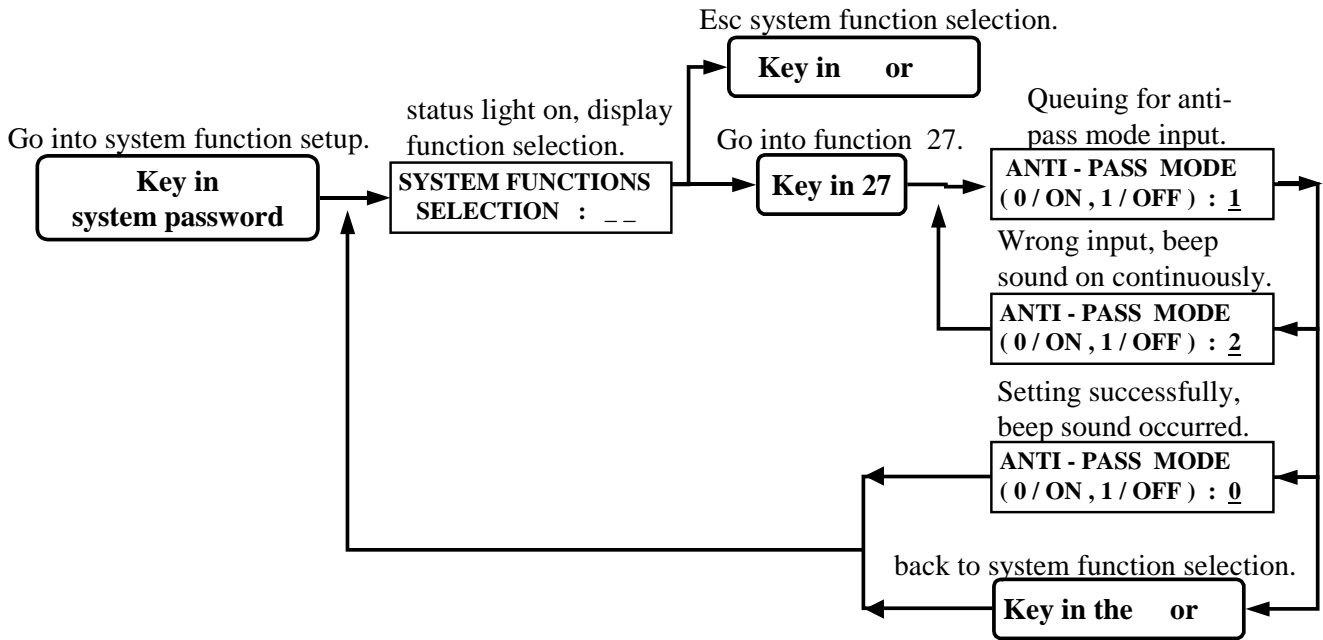 Esc system function selection.
Key in or
status light on, display
function selection.
Go into system function setup.
Key in
system password
SYSTEM FUNCTIONS
SELECTION : _ _
Go into function 27.
Key in 27
Queuing for anti-
pass mode input.
ANTI - PASS MODE
( 0 / ON , 1 / OFF ) : 1
Wrong input, beep
sound on continuously.
ANTI - PASS MODE
( 0 / ON , 1 / OFF ) : 2
Setting successfully,
beep sound occurred.
ANTI - PASS MODE
( 0 / ON , 1 / OFF ) : 0
back to system function selection.
Key in the or